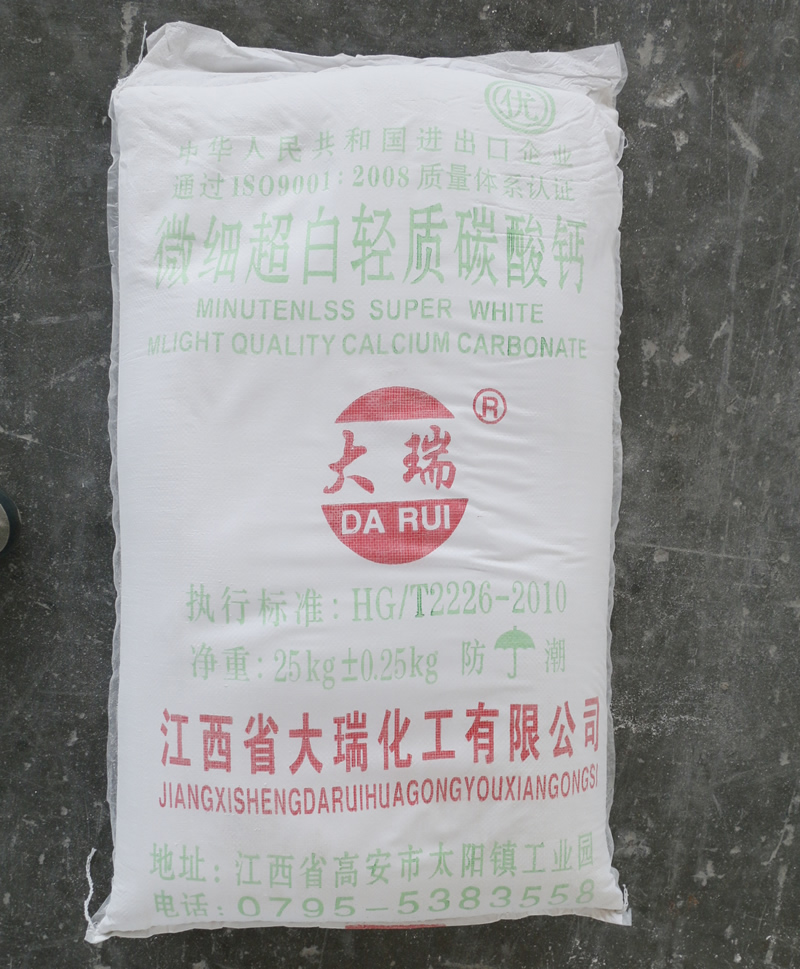 优
中华人民共和国进出口企业
通过ISO9001:2008质量体系认证
微细超白轻质碳酸钙
MINUTENLSS SUPER WHITE
MLIGHT QUALITY CALCIUM CARBONATE
®
大瑞
DA RUI
执行标准:HG/T2226-2010
净重:25kg±0.25kg 防潮
江西省大瑞化工有限公司
JIANGXISHENGDARUIHUAGONGYOUXIANGONGSI
地址:江西省高安市太阳镇工业园
电话:0795-5383558